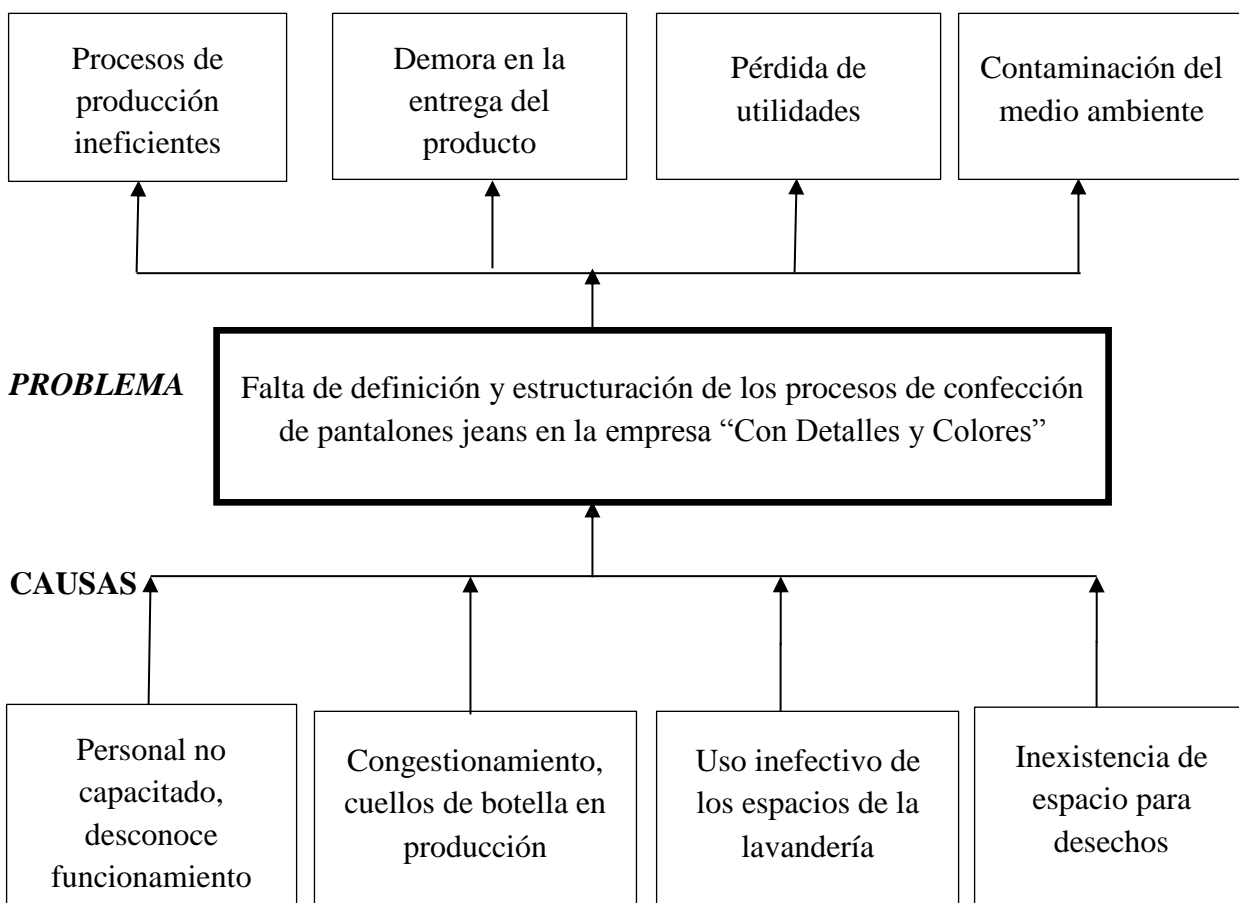 Procesos de
producción
ineficientes
Demora en la
entrega del
producto
Pérdida de
utilidades
Contaminación del
medio ambiente
PROBLEMA
Falta de definición y estructuración de los procesos de confección
de pantalones jeans en la empresa “Con Detalles y Colores”
CAUSAS
Personal no
capacitado,
desconoce
funcionamiento
Congestionamiento,
cuellos de botella en
producción
Uso inefectivo de
los espacios de la
lavandería
Inexistencia de
espacio para
desechos